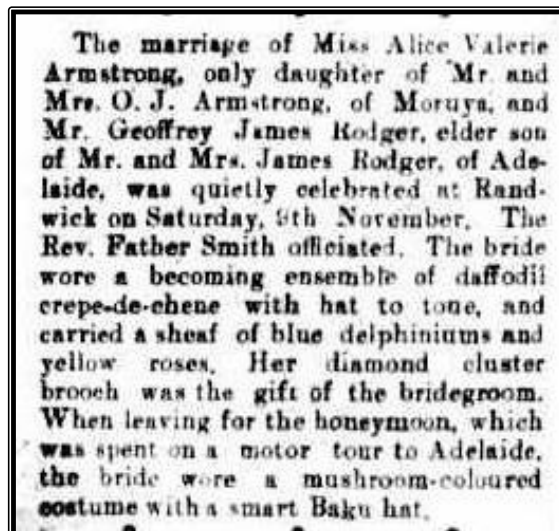 The marriage of Miss Alice Valerie
Armstrong, only daughter of Mr. and
Mrs. O. J. Armstrong, of Moruya, and
Mr. Geoffrey James Rodger, elder son
of Mr. and Mrs. James Rodger, of Ade-
laide, was quietly celebrated at Rand-
wick on Saturday, 9th November. The
Rev. Father Smith officiated. The bride
wore a becoming ensemble of daffodil
crepe-de-chene with hat to tone, and
carried a sheaf of blue delphiniums and
yellow roses. Her diamond cluster
brooch was the gift of the bridegroom.
When leaving for the honeymoon, which
was spent on a motor tour to Adelaide,
the bride wore a mushroom-coloured
costume with a smart Baku hat.